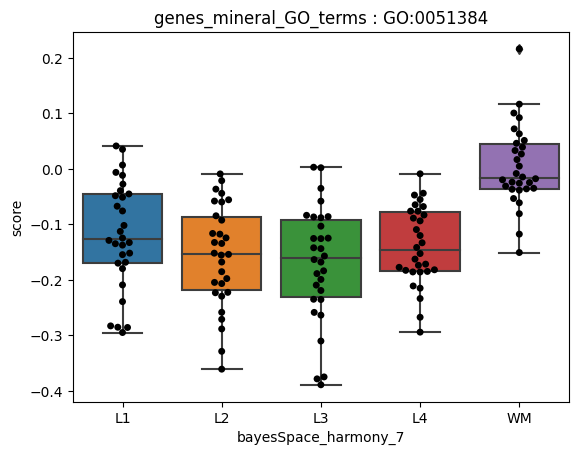 genes_mineral_GO_terms : GO:0051384
score
0.2
0.1
0.0
−0.1
−0.2
−0.3
−0.4
L1 L2 L3 L4 WM
bayesSpace_harmony_7